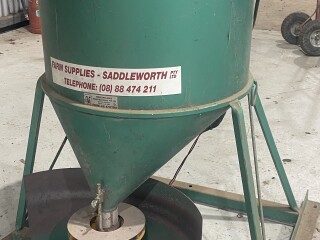 FARM SUPPLIES - SADDLEWORTH PTY LTD
TELEPHONE: (08) 88 474 211